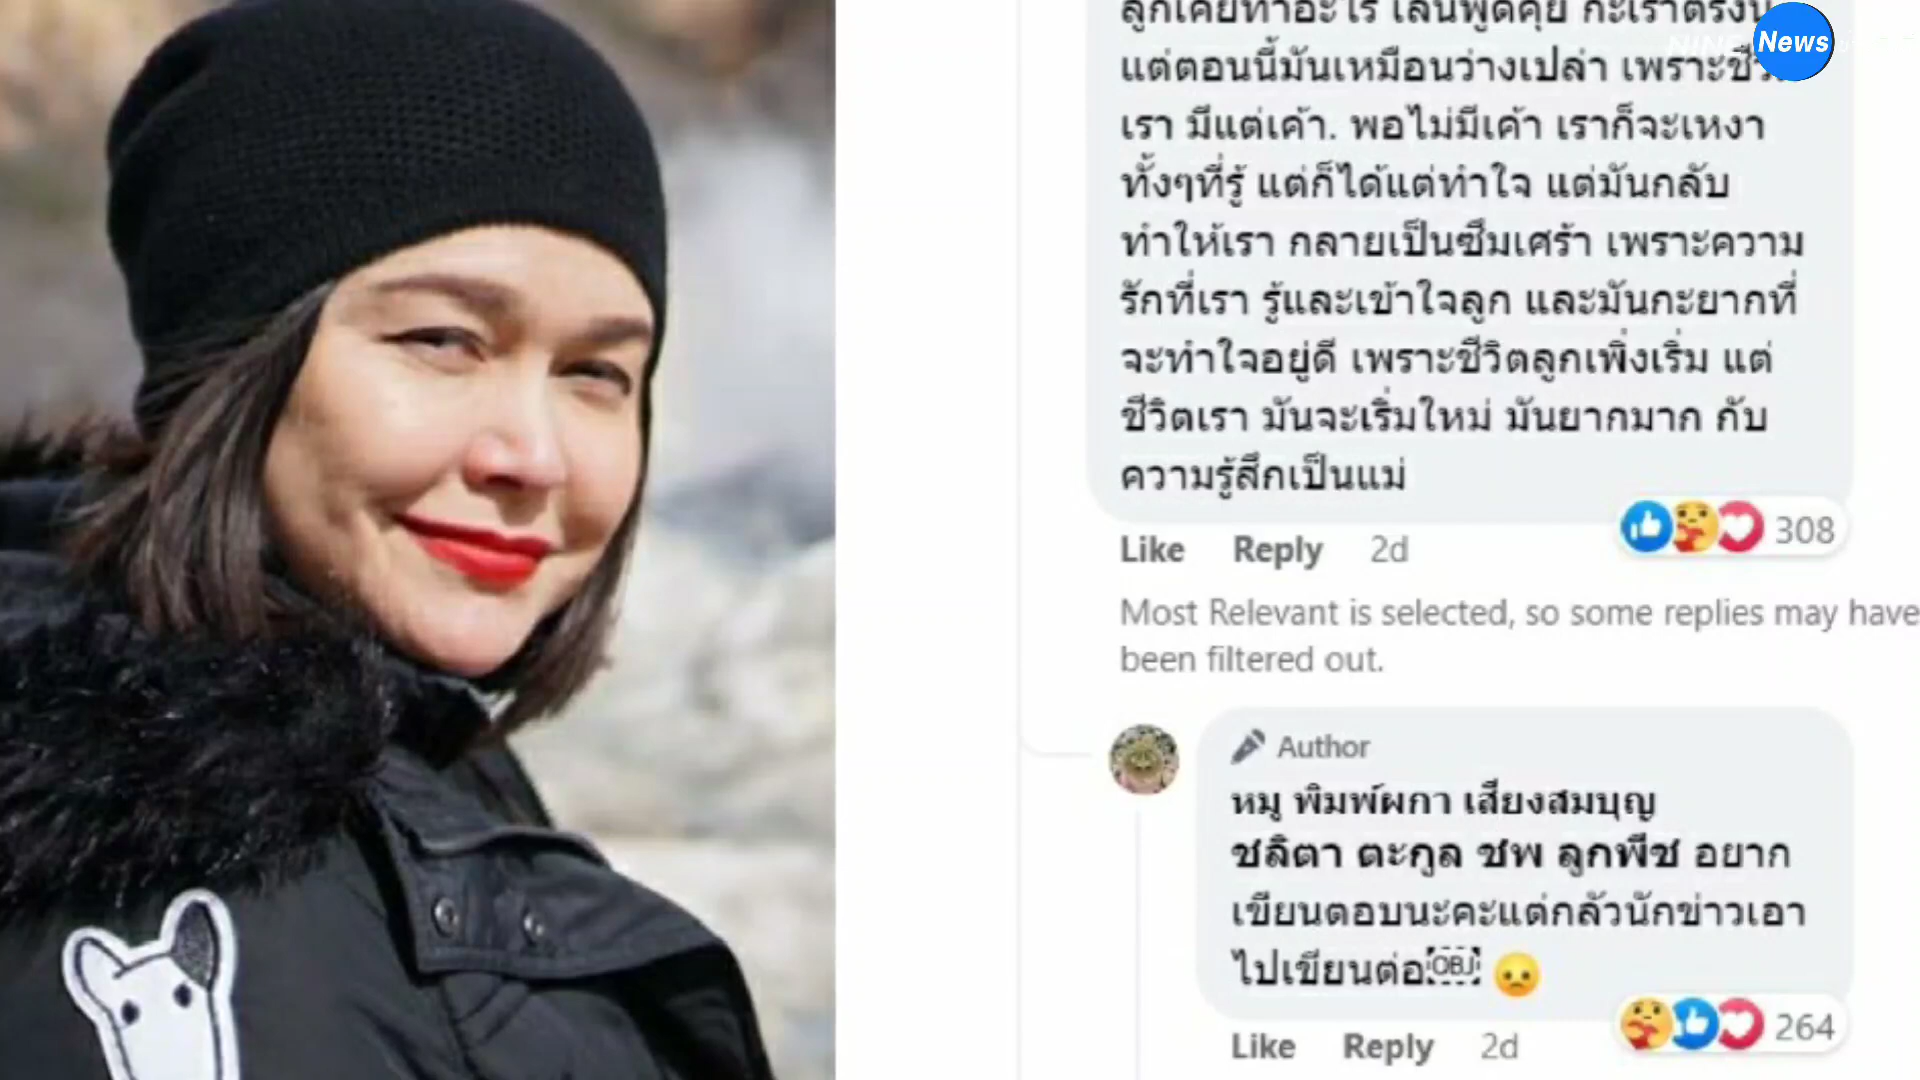 ลูกเคยทำอะไร เล่นพูดคุย กะเราตรงนี้
News
แต่ตอนนี้มันเหมือนว่างเปล่า เพราะชีวิต
เรา มีแต่เค้า. พอไม่มีเค้า เราก็จะเหงา
ทั้งๆที่รู้ แต่ก็ได้แต่ทำใจ แต่มันกลับ
ทำให้เรา กลายเป็นซึมเศร้า เพราะความ
รักที่เรา รู้และเข้าใจลูก และมันกะยากที่
จะทำใจอยู่ดี เพราะชีวิตลูกเพิ่งเริ่ม แต่
ชีวิตเรา มันจะเริ่มใหม่ มันยากมาก กับ
ความรู้สึกเป็นแม่
308
Like Reply 2d
Most Relevant is selected, so some replies may have
been filtered out.
Author
หมู พิมพ์ผกา เสียงสมบุญ
ชลิตา ตะกูล ชพ ลูกพีช อยาก
เขียนตอบนะคะแต่กลัวนักข่าวเอา
ไปเขียนต่อ OBJ
264
Like Reply 2d